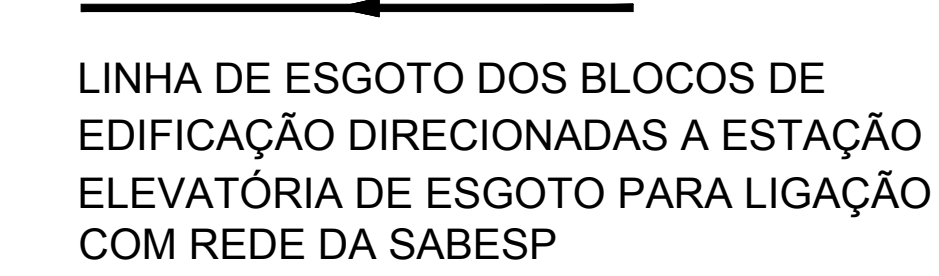 LINHA DE ESGOTO DOS BLOCOS DE
EDIFICAÇÃO DIRECIONADAS A ESTAÇÃO
ELEVATÓRIA DE ESGOTO PARA LIGAÇÃO
COM REDE DA SABESP